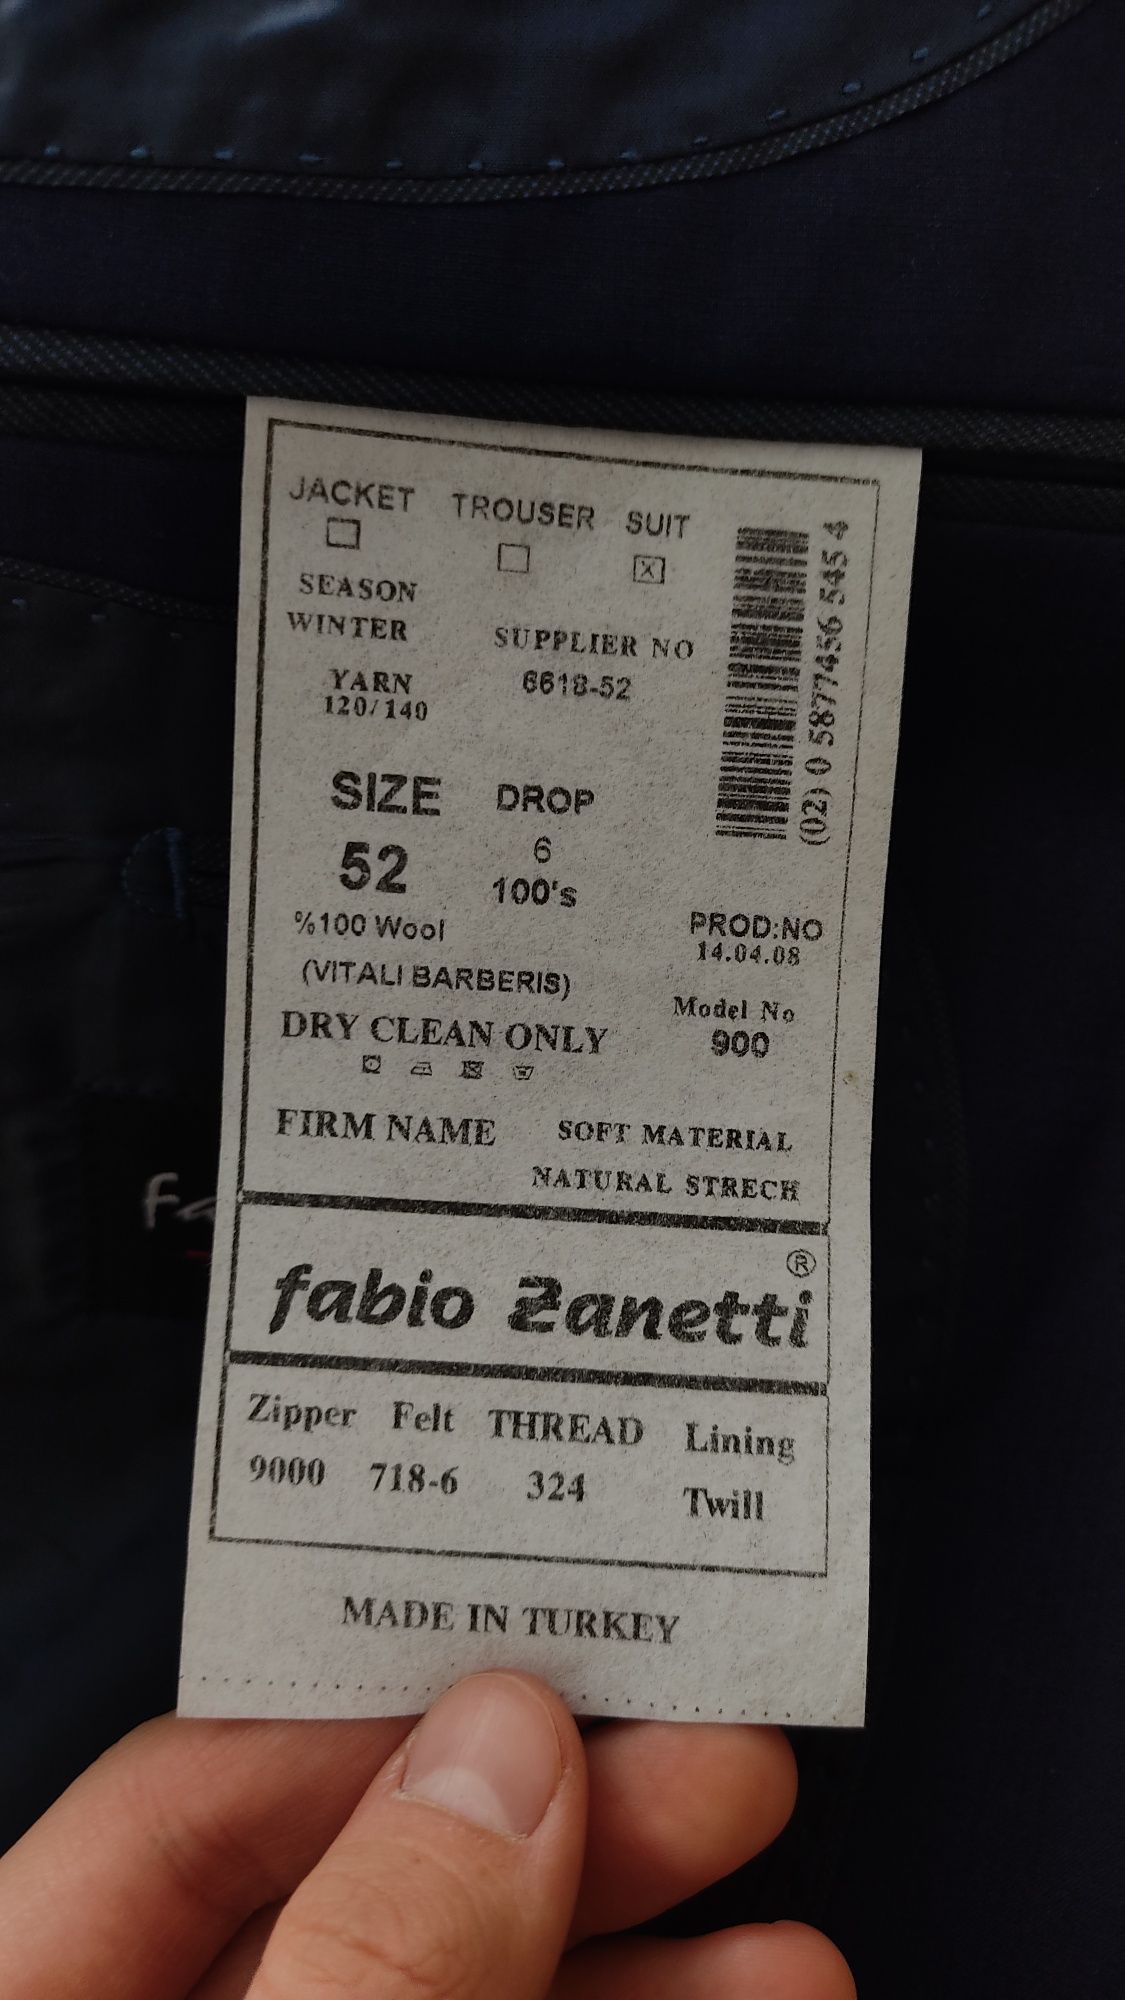 JACKET TROUSER SUIT
SEASON
WINTER
SUPPLIER NO
6618-52
YARN
120/140
(02) 0 5877456 545 4
SIZE DROP
52 6
100's
%100 Wool
PROD:NO
14.04.08
(VITALI BARBERIS)
Model No
900
DRY CLEAN ONLY
FIRM NAME SOFT MATERIAL
NATURAL STRECH
fabio Zanetti ®
Zipper Felt THREAD Lining
9000 718-6 324 Twill
MADE IN TURKEY
fa